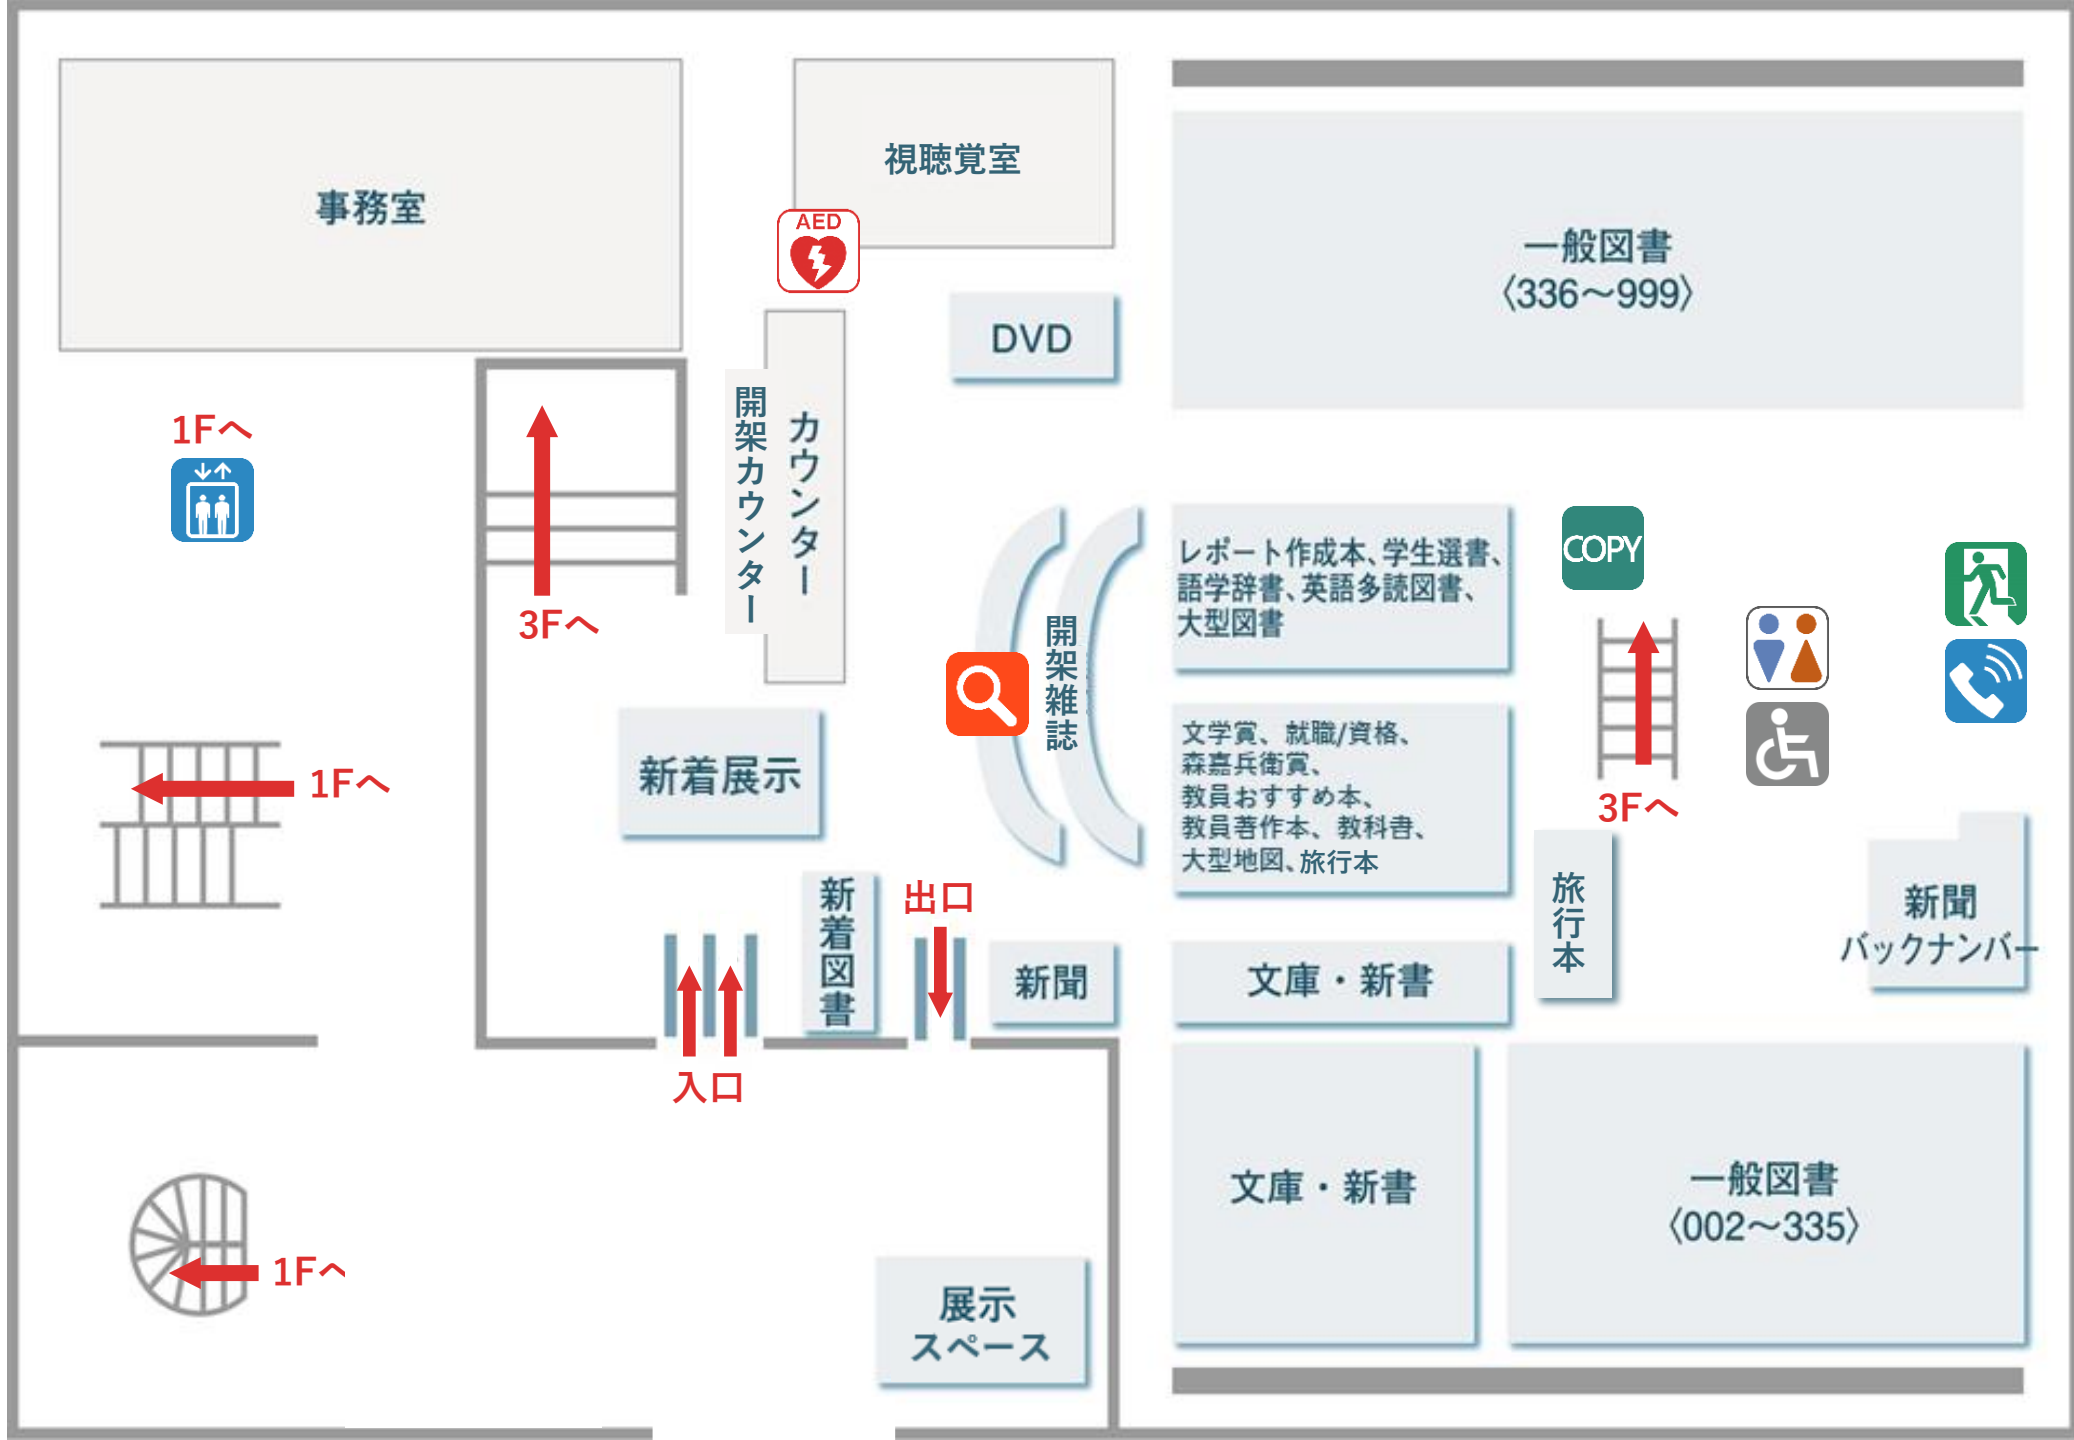 事務室
視聴覚室
AED
一般図書
〈336～999〉
DVD
開架カウンター
カウンター
1Fへ
3Fへ
レポート作成本、学生選書、
語学辞書、英語多読図書、
大型図書
COPY
開架雑誌
文学賞、就職/資格、
森嘉兵衛賞、
教員おすすめ本、
教員著作本、教科書、
大型地図、旅行本
3Fへ
新着展示
1Fへ
新着図書
出口
旅行本
新聞
バックナンバー
新聞
文庫・新書
入口
文庫・新書
一般図書
〈002～335〉
1Fへ
展示
スペース